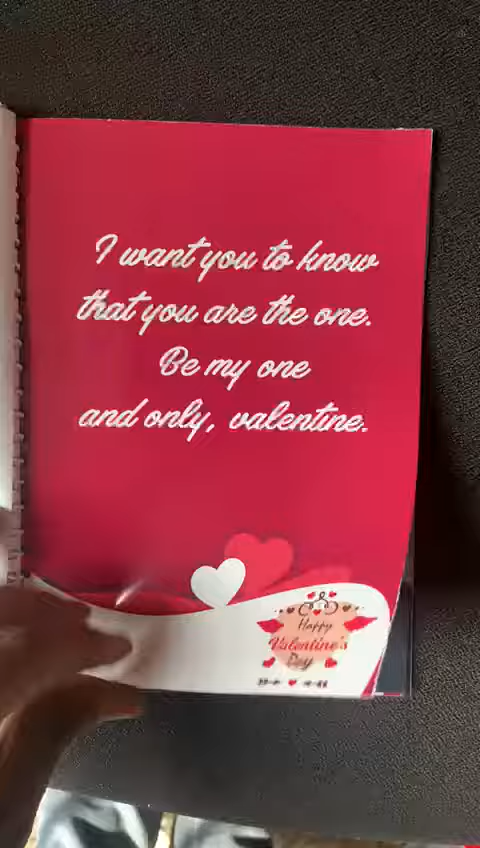 I want you to know
that you are the one.
Be my one
and only, valentine.
Happy
Valentine's
Day